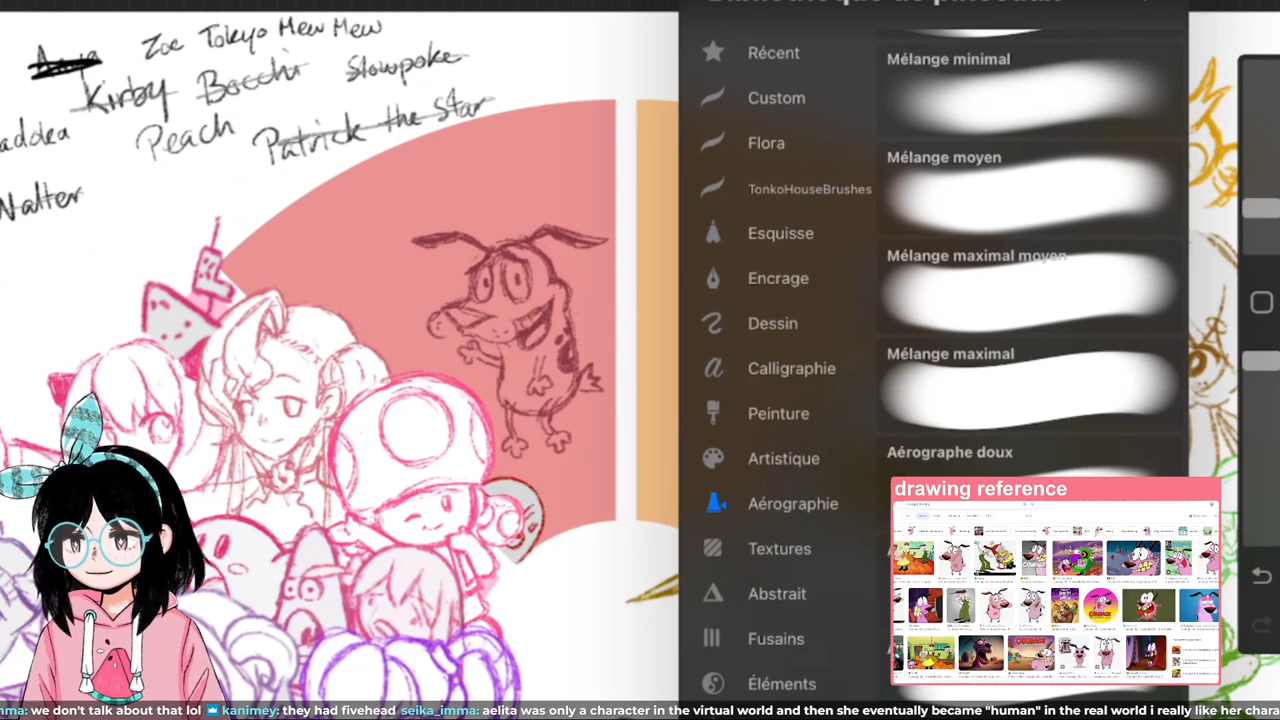 Zoe Tokyo Mew Mew
Kirby Bocchi Slowpoke
addea Peach Patrick the Star
Walter
Récent
Custom
Flora
TonkoHouseBrushes
Esquisse
Encrage
Dessin
Calligraphie
Peinture
Artistique
Aérographie
Textures
Abstrait
Fusains
Éléments
Mélange minimal
Mélange moyen
Mélange maximal moyen
Mélange maximal
Aérographe doux
drawing reference
mma: we don't talk about that lol kanimey: they had fivehead seika_imma: aelita was only a character in the virtual world and then she eventually became "human" in the real world i really like her chara